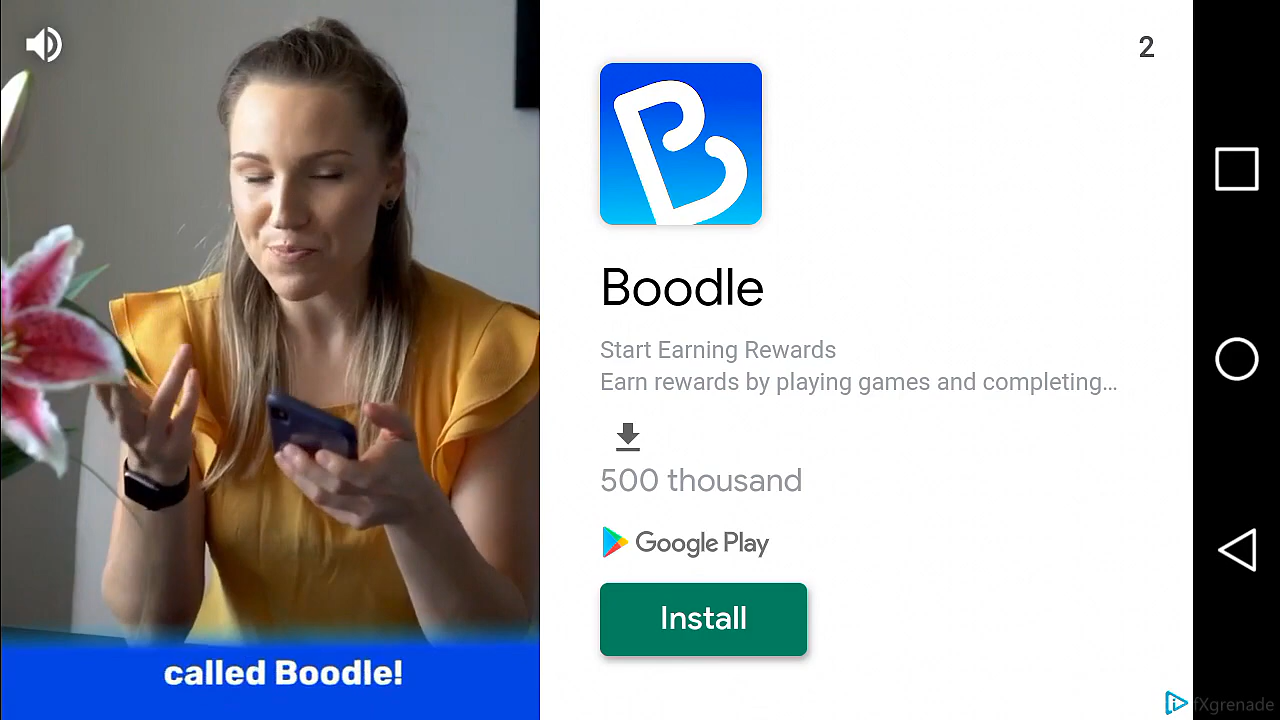 2
B
Boodle
Start Earning Rewards
Earn rewards by playing games and completing...
500 thousand
Google Play
Install
called Boodle!
fXgrenade